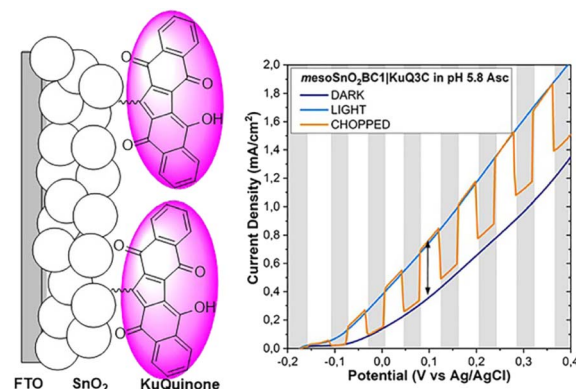 O
O
O
OH
O
O
O
OH
FTO SnO₂ KuQuinone
mesoSnO₂BC1|KuQ3C in pH 5.8 Asc
DARK
LIGHT
CHOPPED
Current Density (mA/cm²)
1,8
1,6
1,4
1,2
1,0
0,8
0,6
0,4
0,2
0,0
-0,2 -0,1 0,0 0,1 0,2 0,3 0,4
Potential (V vs Ag/AgCl)